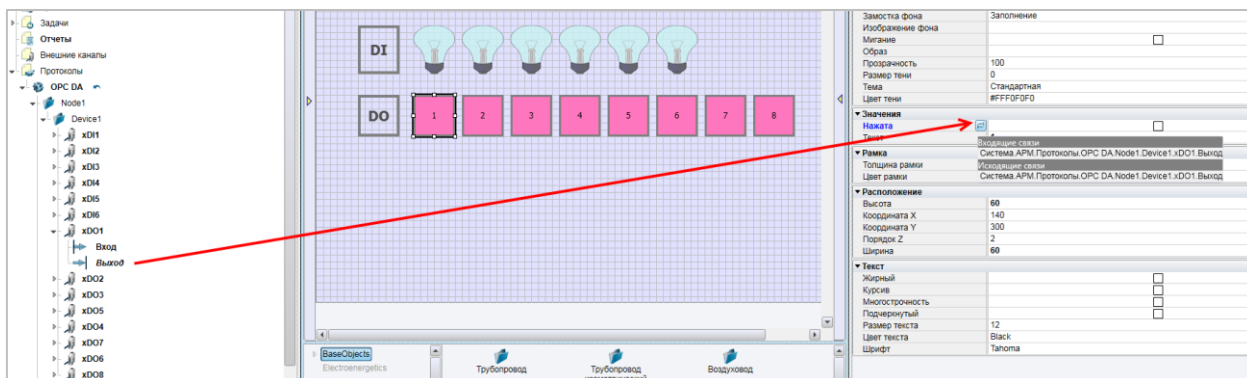 Задачи
Отчеты
Внешние каналы
Протоколы
OPC DA
Node1
Device1
xDI1
xDI2
xDI3
xDI4
xDI5
xDI6
xDO1
Вход
Выход
xDO2
xDO3
xDO5
xDO4
xDO7
xDO6
xDO8
DI
DO 1 2 3 4 5 6 7 8
BaseObjects
Electroenergetics
Трубопровод
Трубопровод
Воздуховод
Замостка фона Заполнение
Изображение фона
Мигание
Образ
Прозрачность 100
Размер тени 0
Тема Стандартная
Цвет тени #FFF0F0F0
Значения
Нажата
Текст
Входящие связи
Рамка Система.АРМ.Протоколы.OPC DA.Node1.Device1.xDO1.Выход
Толщина рамки Исходящие связи
Цвет рамки Система.АРМ.Протоколы.OPC DA.Node1.Device1.xDO1.Выход
Расположение
Высота 60
Координата X 140
Координата Y 300
Порядок Z 2
Ширина 60
Текст
Жирный
Курсив
Многострочность
Подчеркнутый
Размер текста 12
Цвет текста Black
Шрифт Tahoma